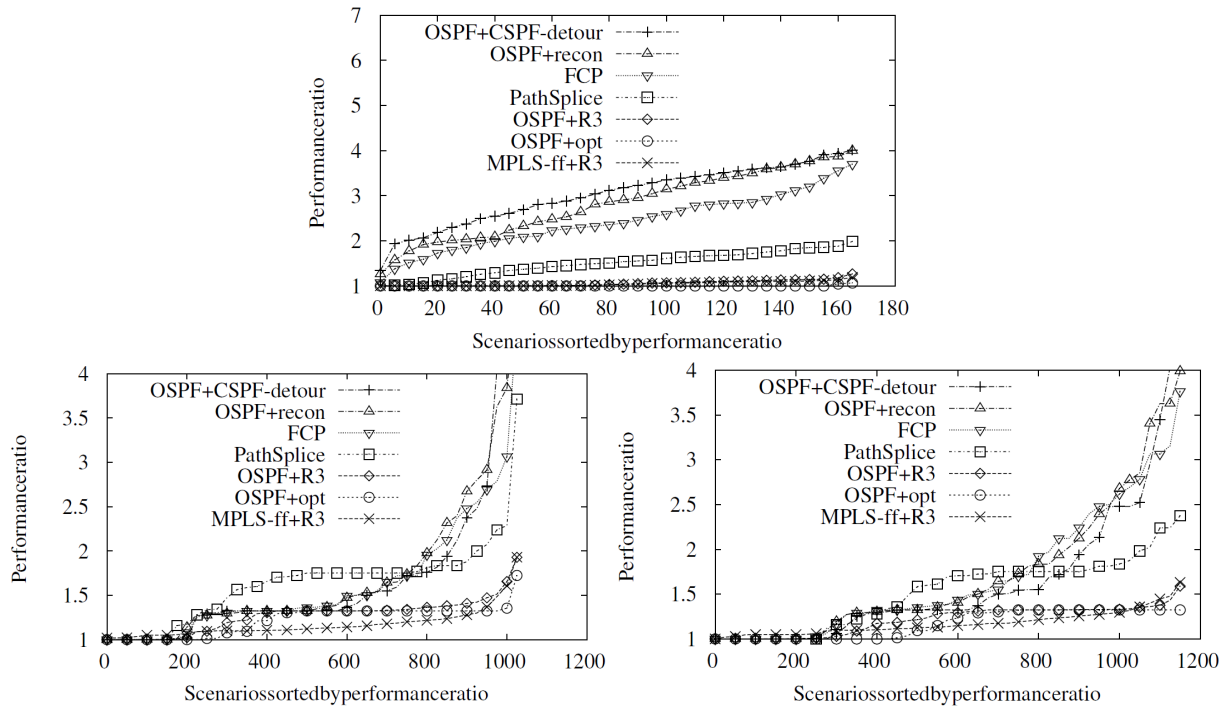 7
6
5
4
3
2
1
0
20
40
60
80
100
120
140
160
180
Performanceratio
Scenariossortedbyperformanceratio
OSPF+CSPF-detour
OSPF+recon
FCP
PathSplice
OSPF+R3
OSPF+opt
MPLS-ff+R3
4
3.5
3
2.5
2
1.5
1
0
200
400
600
800
1000
1200
Performanceratio
Scenariossortedbyperformanceratio
OSPF+CSPF-detour
OSPF+recon
FCP
PathSplice
OSPF+R3
OSPF+opt
MPLS-ff+R3
4
3.5
3
2.5
2
1.5
1
0
200
400
600
800
1000
1200
Performanceratio
Scenariossortedbyperformanceratio
OSPF+CSPF-detour
OSPF+recon
FCP
PathSplice
OSPF+R3
OSPF+opt
MPLS-ff+R3